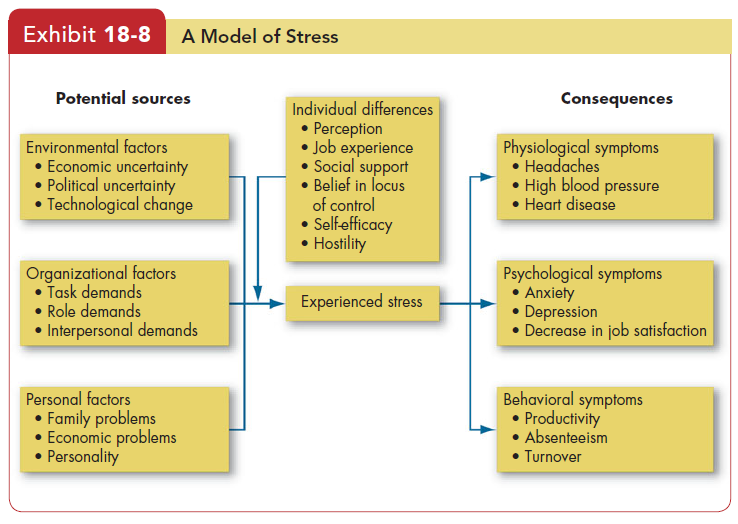 Exhibit 18-8
A Model of Stress
Potential sources
Environmental factors
• Economic uncertainty
• Political uncertainty
• Technological change
Organizational factors
• Task demands
• Role demands
• Interpersonal demands
Personal factors
• Family problems
• Economic problems
• Personality
Individual differences
• Perception
• Job experience
• Social support
• Belief in locus
of control
• Self-efficacy
• Hostility
Experienced stress
Consequences
Physiological symptoms
• Headaches
• High blood pressure
• Heart disease
Psychological symptoms
• Anxiety
• Depression
• Decrease in job satisfaction
Behavioral symptoms
• Productivity
• Absenteeism
• Turnover